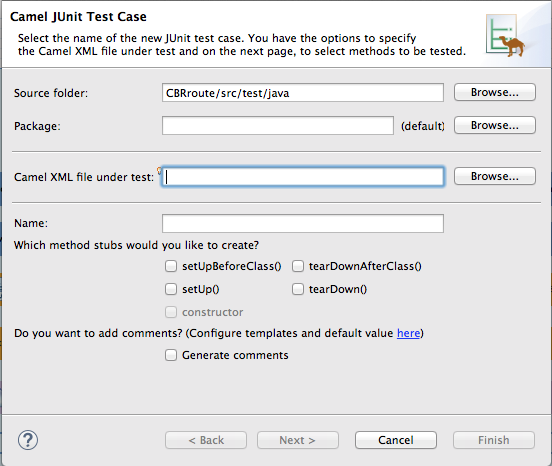 Camel JUnit Test Case
Select the name of the new JUnit test case. You have the options to specify
the Camel XML file under test and on the next page, to select methods to be tested.
Source folder: CBRroute/src/test/java Browse...
Package: (default) Browse...
Camel XML file under test: Browse...
Name:
Which method stubs would you like to create?
setUpBeforeClass() tearDownAfterClass()
setUp() tearDown()
constructor
Do you want to add comments? (Configure templates and default value here)
Generate comments
? < Back Next > Cancel Finish